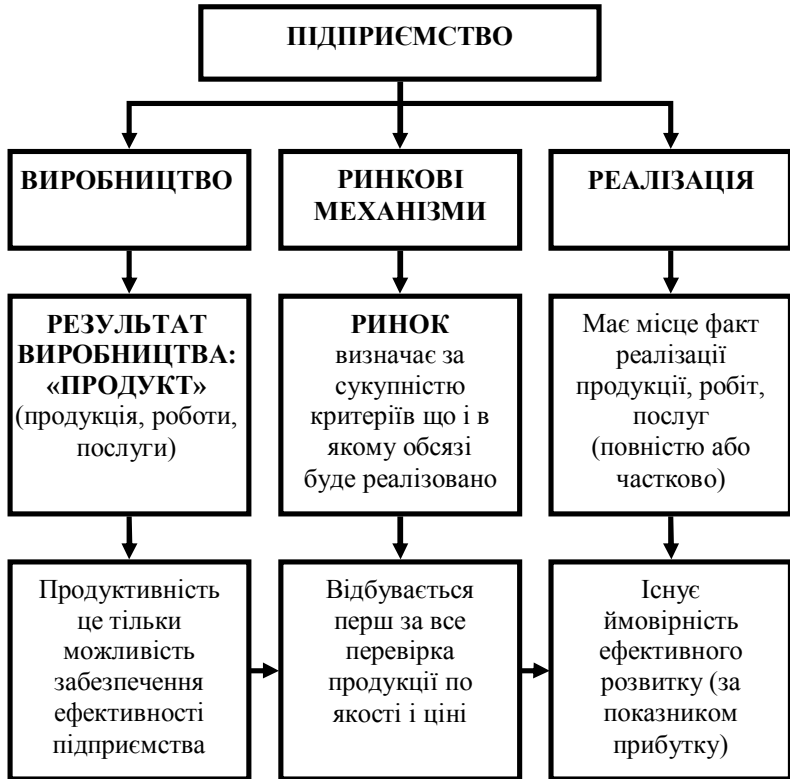 ПІДПРИЄМСТВО
ВИРОБНИЦТВО
РИНКОВІ
МЕХАНІЗМИ
РЕАЛІЗАЦІЯ
РЕЗУЛЬТАТ
ВИРОБНИЦТВА:
«ПРОДУКТ»
(продукція, роботи,
послуги)
РИНОК
визначає за
сукупністю
критеріїв що і в
якому обсязі
буде реалізовано
Має місце факт
реалізації
продукції, робіт,
послуг
(повністю або
частково)
Продуктивність
це тільки
можливість
забезпечення
ефективності
підприємства
Відбувається
перш за все
перевірка
продукції по
якості і ціні
Існує
ймовірність
ефективного
розвитку (за
показником
прибутку)